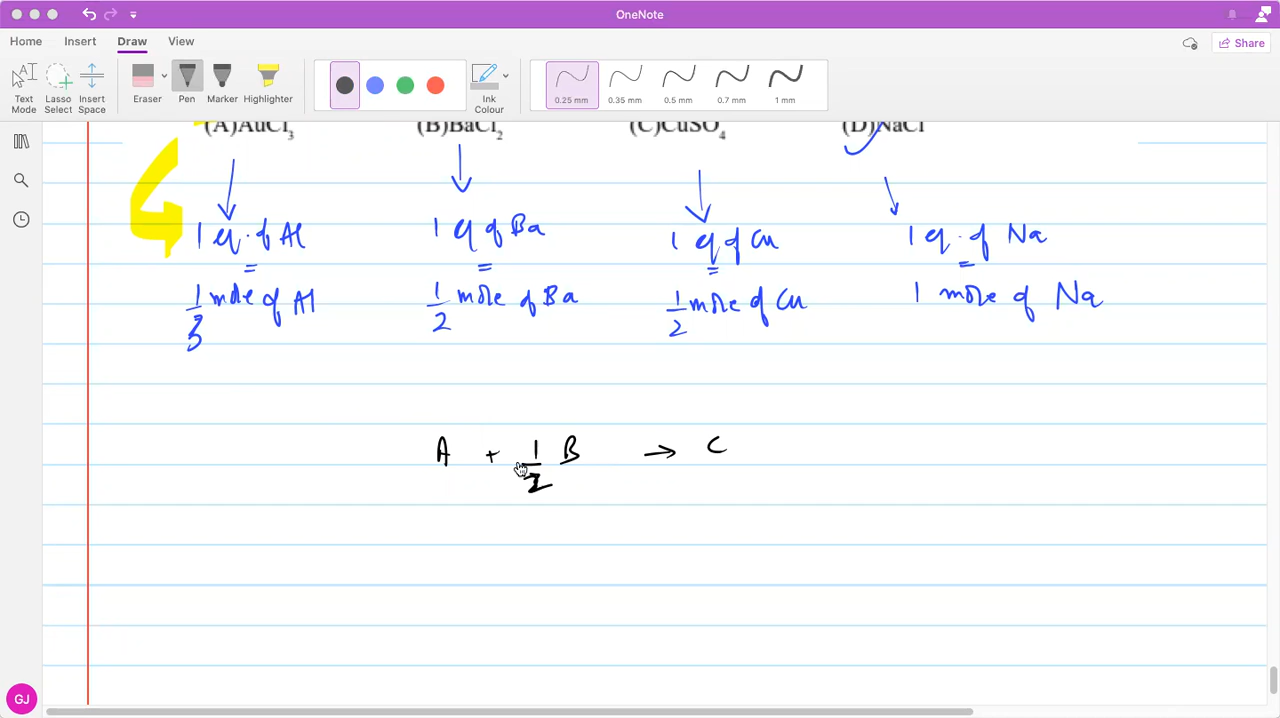 OneNote
Home Insert Draw View
Share
Text Mode
Lasso Select
Insert Space
Eraser
Pen
Marker
Highlighter
Ink Colour
0.25 mm
0.35 mm
0.5 mm
0.7 mm
1 mm
(A)AuCl₃ (B)BaCl₂ (C)CuSO₄ (D)NaCl
1 eq. of Al 1 eq of Ba 1 eq of Cu 1 eq. of Na
1/3 mole of Al 1/2 mole of Ba 1/2 mole of Cu 1 mole of Na
A + 1/2 B → C
GJ